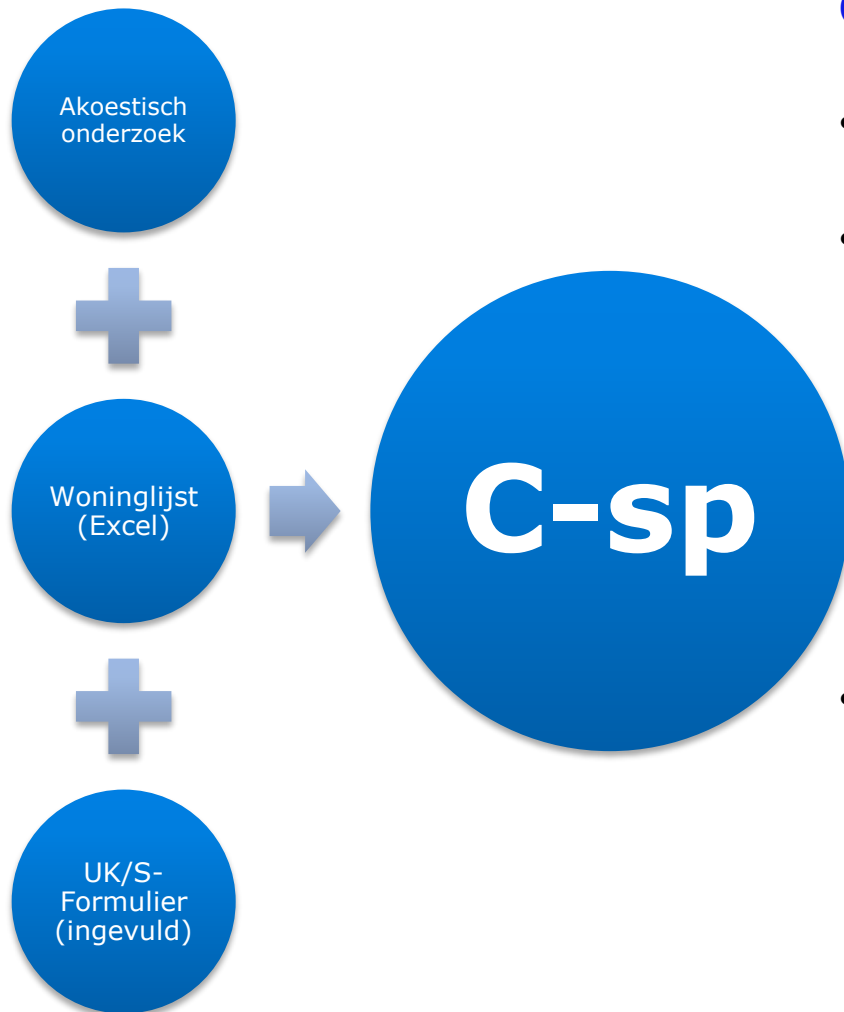 Akoestisch
onderzoek
Woninglijst
(Excel)
C-sp
UK/S-
Formulier
(ingevuld)